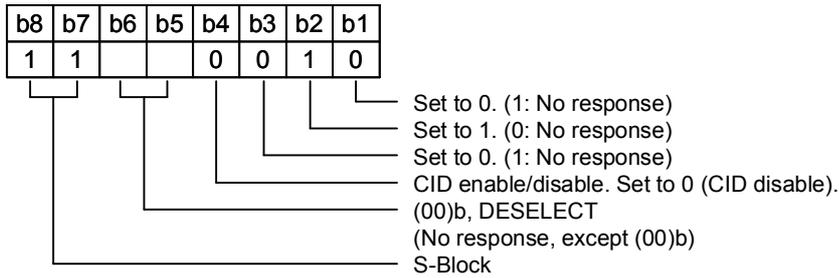 b8 b7 b6 b5 b4 b3 b2 b1
1 1 0 0 1 0
Set to 0. (1: No response)
Set to 1. (0: No response)
Set to 0. (1: No response)
CID enable/disable. Set to 0 (CID disable).
(00)b, DESELECT
(No response, except (00)b)
S-Block